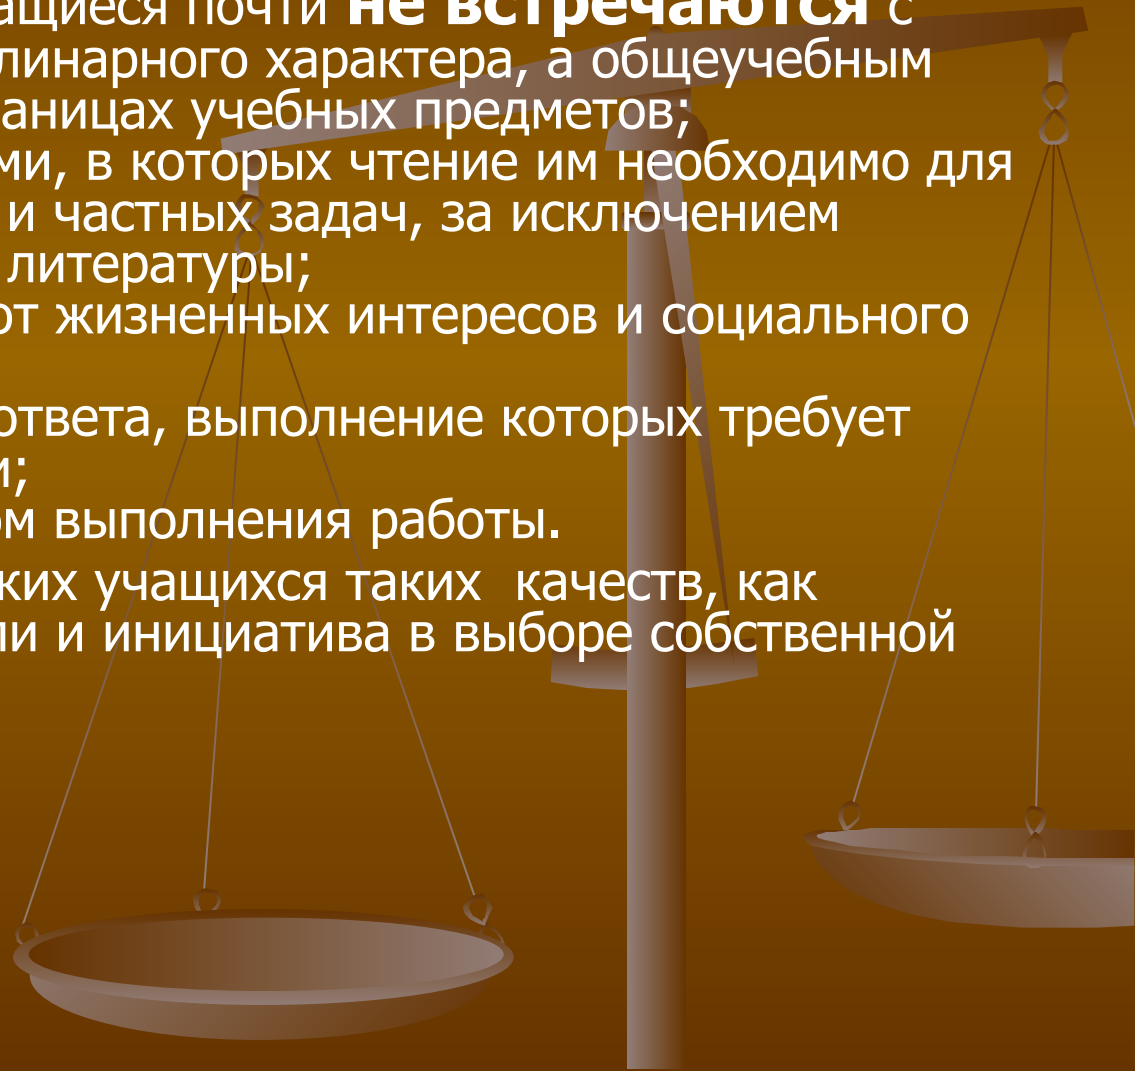 ащиеся почти не встречаются с
линарного характера, а общеучебным
аницах учебных предметов;
ми, в которых чтение им необходимо для
и частных задач, за исключением
литературы;
от жизненных интересов и социального
ответа, выполнение которых требует
и;
ом выполнения работы.
ких учащихся таких качеств, как
ли и инициатива в выборе собственной